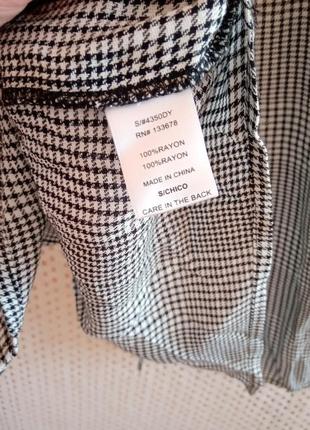 S/#4350DY
RN# 133678
100%RAYON
100%RAYON
MADE IN CHINA
S/CHICO
CARE IN THE BACK